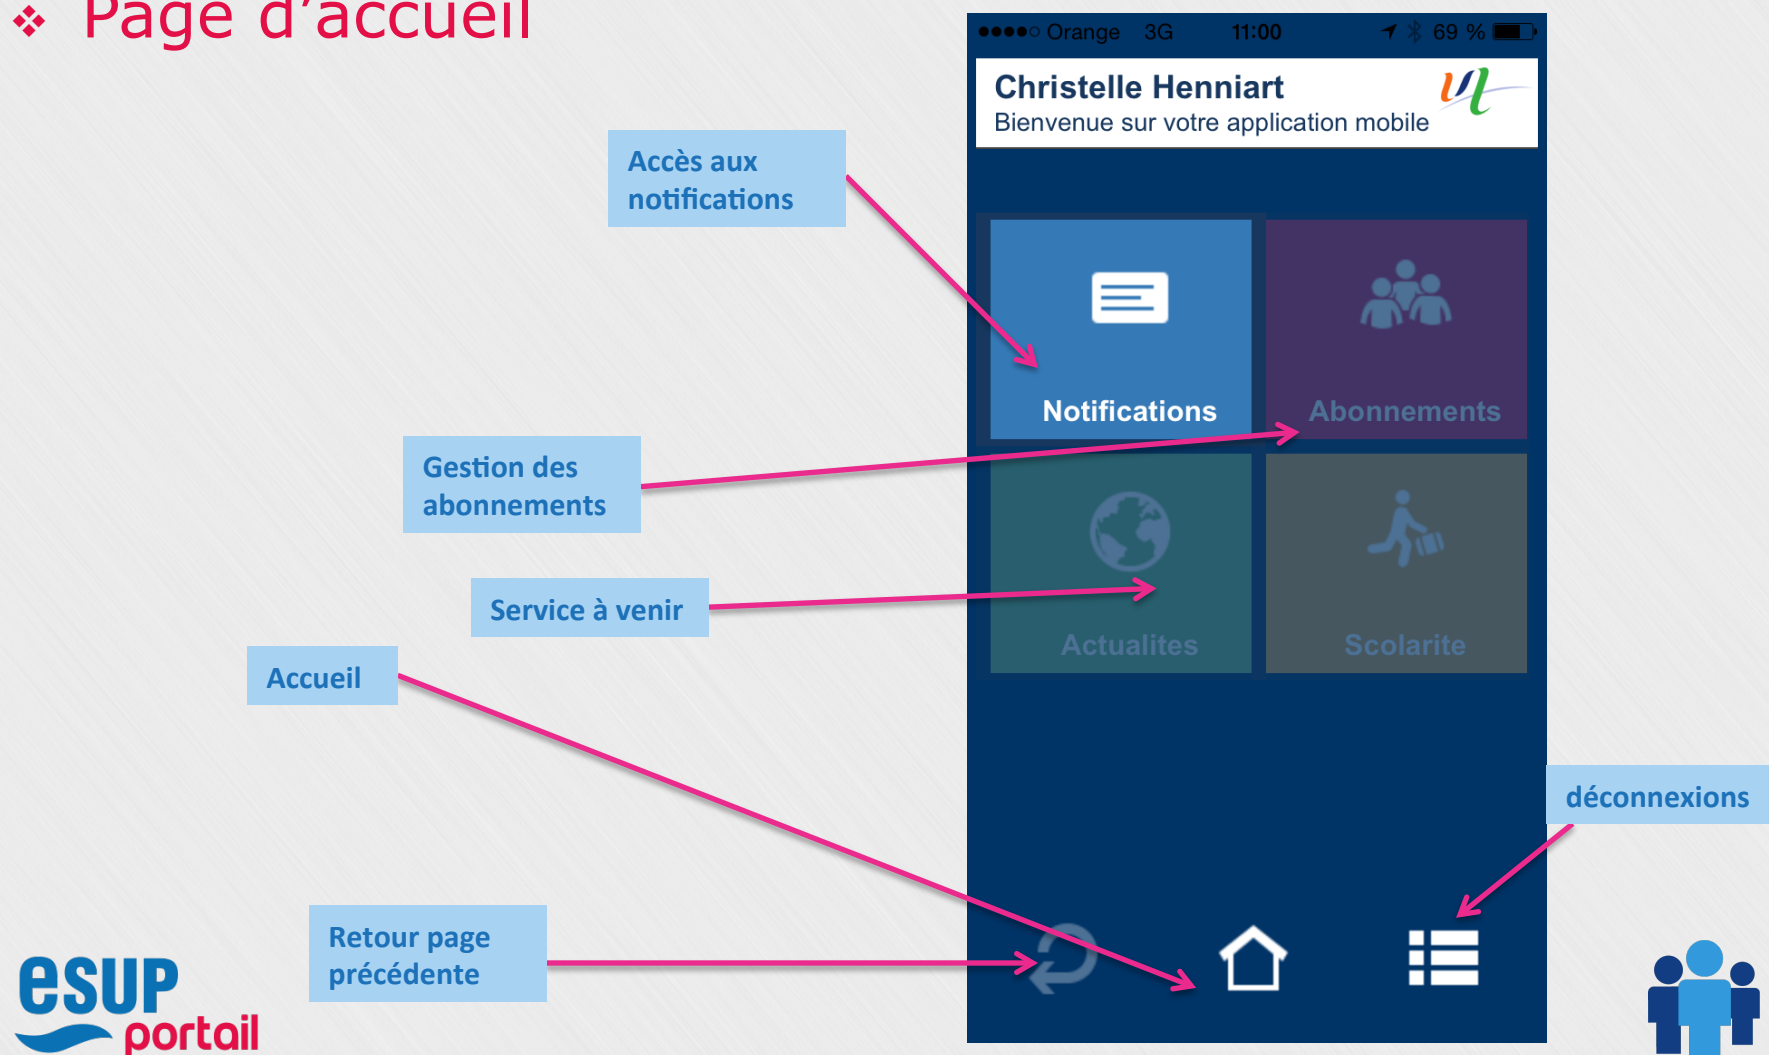 ❖ Page d’accueil
Orange 3G 11:00 69 %
Christelle Henniart
Bienvenue sur votre application mobile
Accès aux
notifications
Notifications
Abonnements
Gestion des
abonnements
Service à venir
Actualites
Scolarite
Accueil
déconnexions
Retour page
précédente
esup
portail